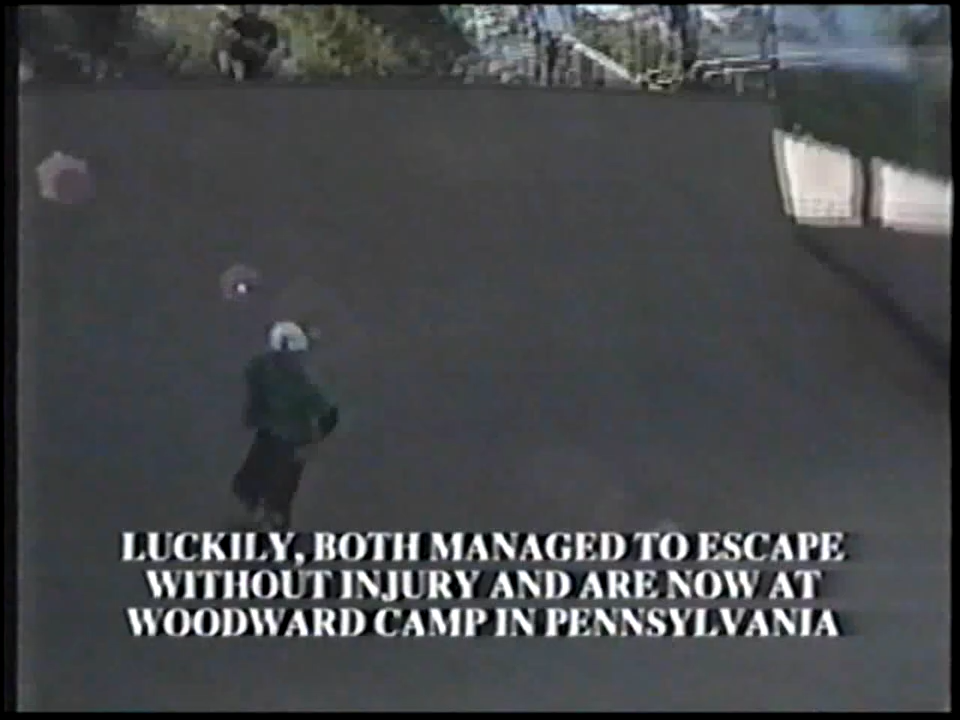 LUCKILY, BOTH MANAGED TO ESCAPE
WITHOUT INJURY AND ARE NOW AT
WOODWARD CAMP IN PENNSYLVANIA